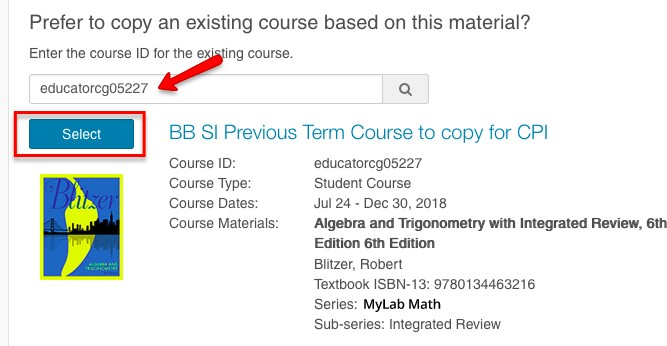 Prefer to copy an existing course based on this material?
Enter the course ID for the existing course.
educatorcg05227
Select
BB SI Previous Term Course to copy for CPI
Course ID: educatorcg05227
Course Type: Student Course
Course Dates: Jul 24 - Dec 30, 2018
Course Materials: Algebra and Trigonometry with Integrated Review, 6th
Edition 6th Edition
Blitzer, Robert
Textbook ISBN-13: 9780134463216
Series: MyLab Math
Sub-series: Integrated Review
Blitzer
ALGEBRA AND
TRIGONOMETRY